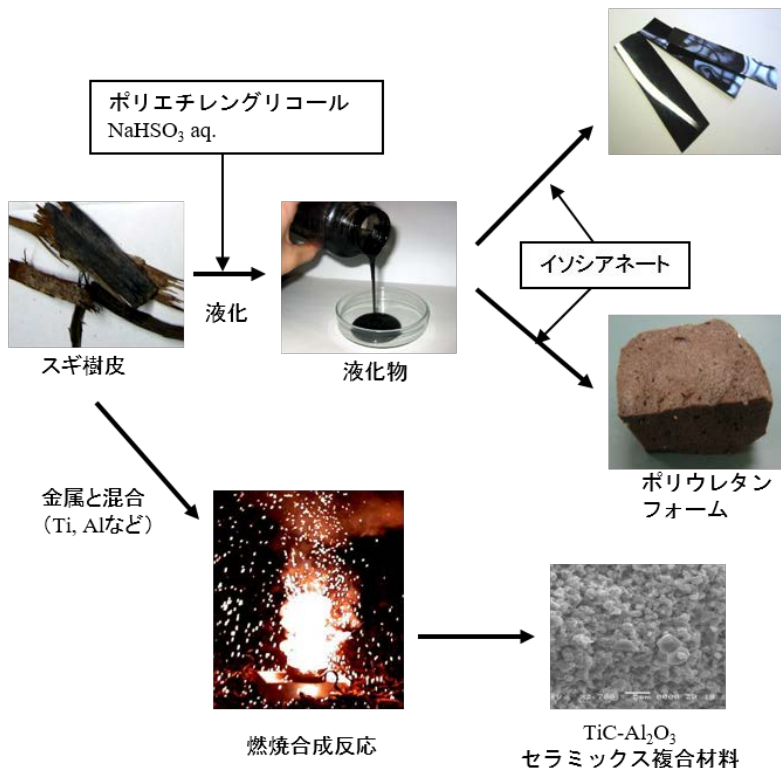 ポリエチレングリコール
NaHSO3 aq.
液化
スギ樹皮
液化物
イソシアネート
ポリウレタン
フォーム
金属と混合
（Ti, Alなど）
燃焼合成反応
TiC-Al2O3
セラミックス複合材料